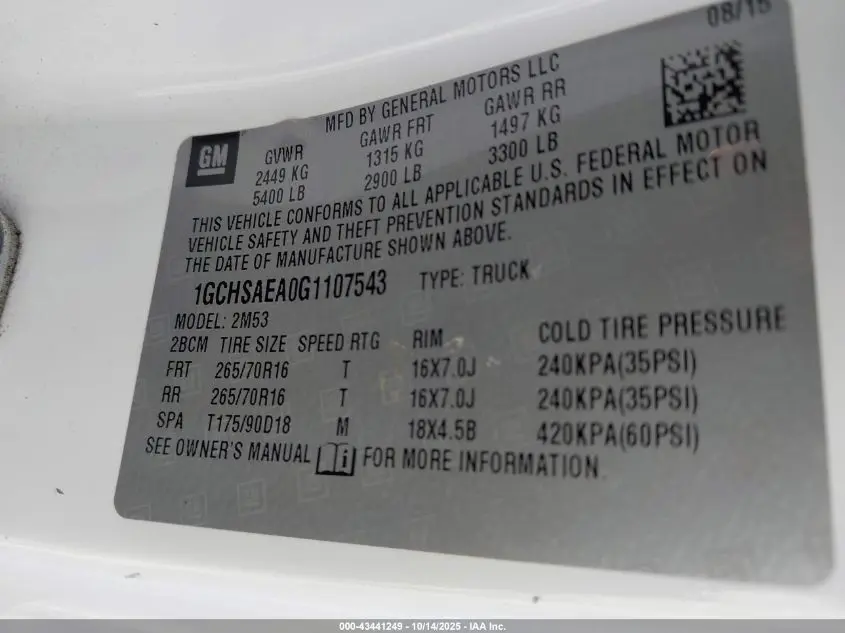 08/15
MFD BY GENERAL MOTORS LLC
GM
GVWR GAWR FRT GAWR RR
2449 KG 1315 KG 1497 KG
5400 LB 2900 LB 3300 LB
THIS VEHICLE CONFORMS TO ALL APPLICABLE U.S. FEDERAL MOTOR
VEHICLE SAFETY AND THEFT PREVENTION STANDARDS IN EFFECT ON
THE DATE OF MANUFACTURE SHOWN ABOVE.
1GCHSAEA0G1107543 TYPE: TRUCK
MODEL: 2M53
2BCM TIRE SIZE SPEED RTG RIM COLD TIRE PRESSURE
FRT 265/70R16 T 16X7.0J 240KPA(35PSI)
RR 265/70R16 T 16X7.0J 240KPA(35PSI)
SPA T175/90D18 M 18X4.5B 420KPA(60PSI)
SEE OWNER'S MANUAL i FOR MORE INFORMATION.
000-43441249 - 10/14/2025 - IAA Inc.